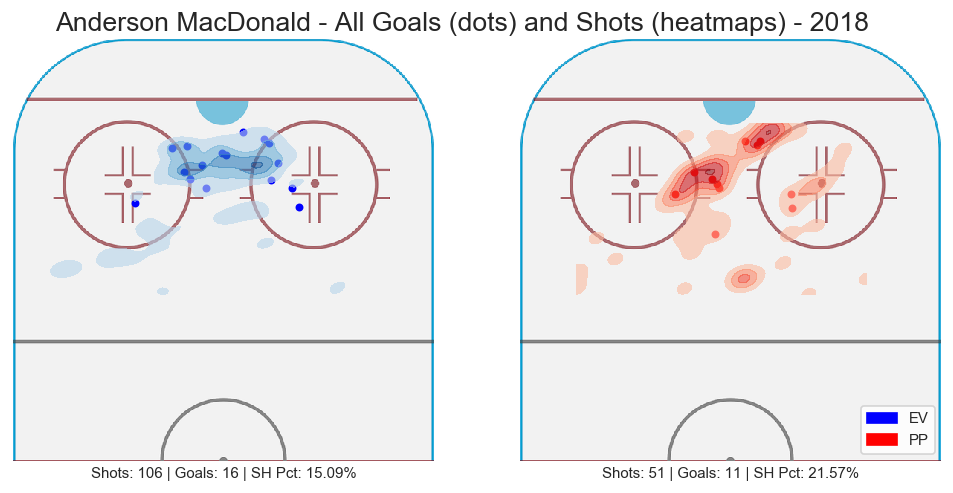 Anderson MacDonald - All Goals (dots) and Shots (heatmaps) - 2018
EV
PP
Shots: 106 | Goals: 16 | SH Pct: 15.09%
Shots: 51 | Goals: 11 | SH Pct: 21.57%